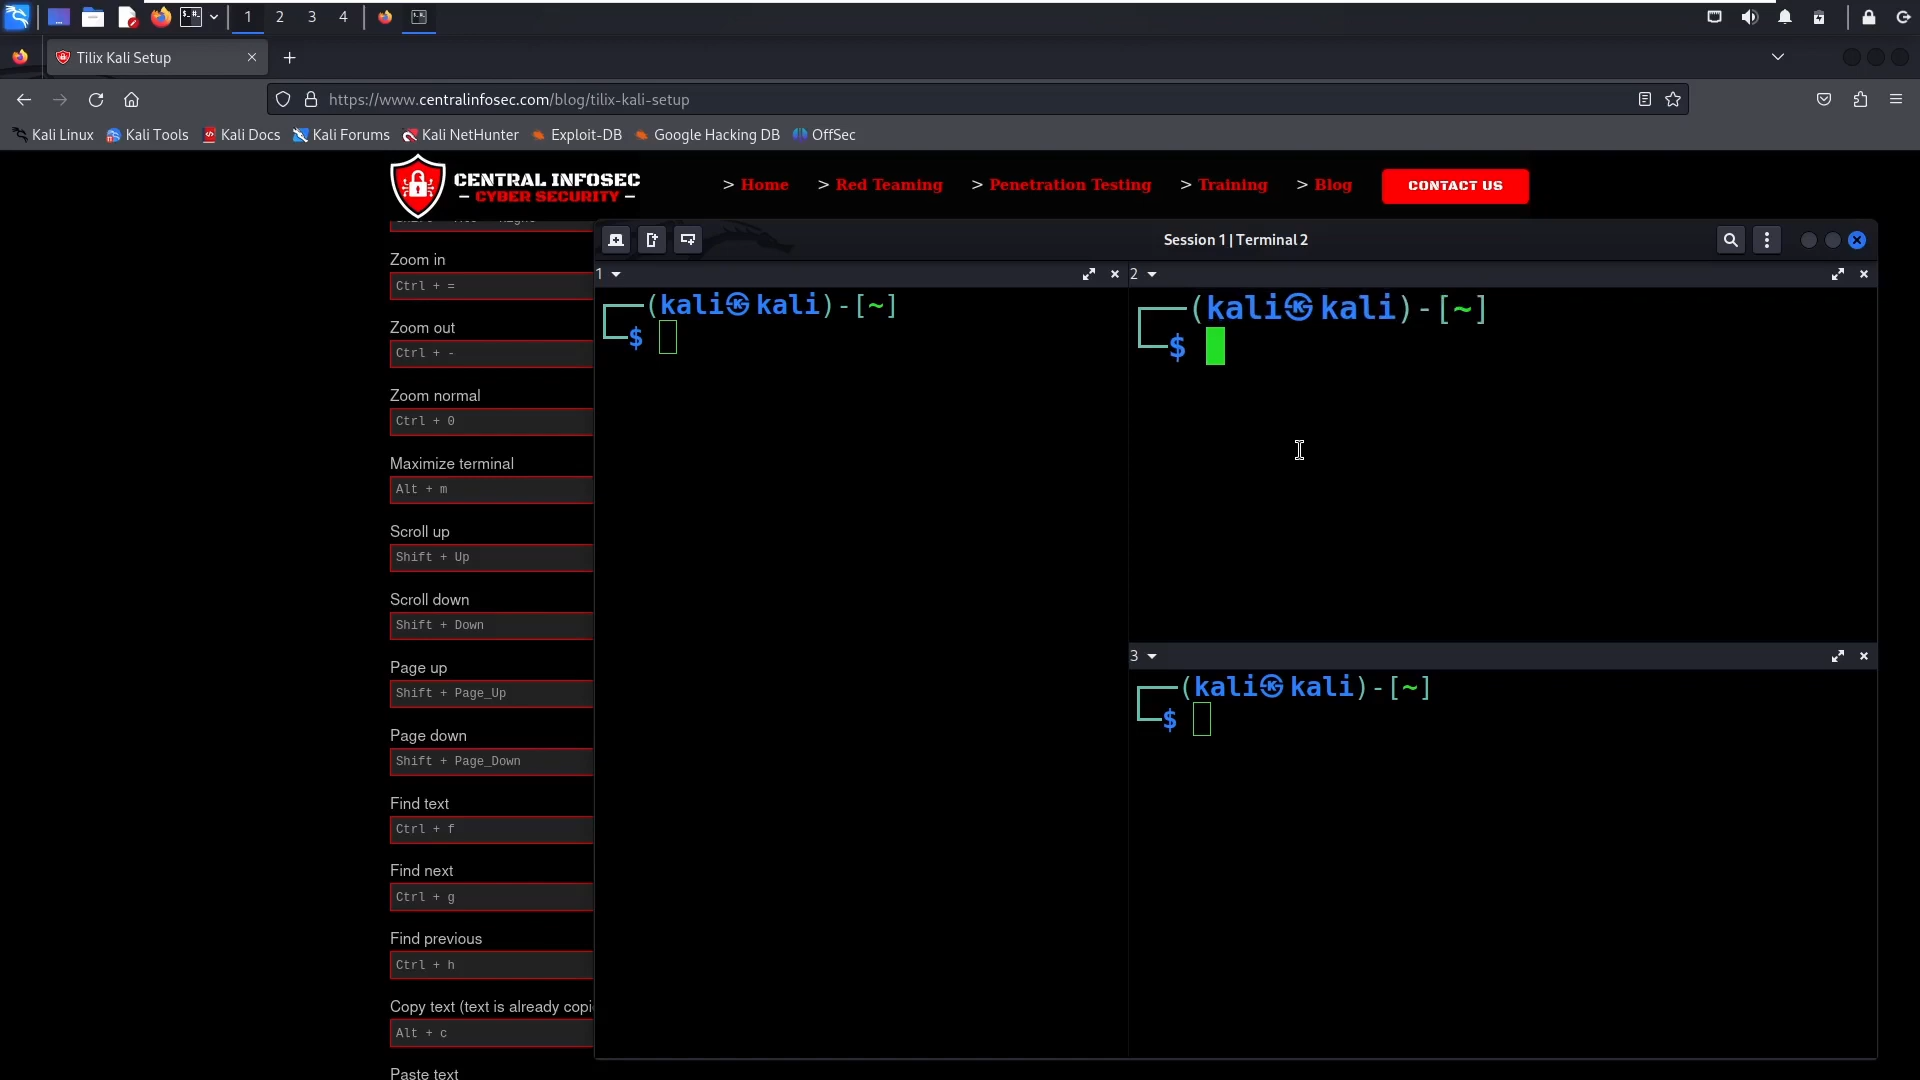 1 2 3 4
Tilix Kali Setup
https://www.centralinfosec.com/blog/tilix-kali-setup
Kali Linux Kali Tools Kali Docs Kali Forums Kali NetHunter Exploit-DB Google Hacking DB OffSec
CENTRAL INFOSEC
– CYBER SECURITY –
> Home > Red Teaming > Penetration Testing > Training > Blog CONTACT US
Zoom in
Ctrl + =
Zoom out
Ctrl + -
Zoom normal
Ctrl + 0
Maximize terminal
Alt + m
Scroll up
Shift + Up
Scroll down
Shift + Down
Page up
Shift + Page_Up
Page down
Shift + Page_Down
Find text
Ctrl + f
Find next
Ctrl + g
Find previous
Ctrl + h
Copy text (text is already copi
Alt + c
Paste text
Session 1 | Terminal 2
1
┌──(kali㉿kali)-[~]
└─$
2
┌──(kali㉿kali)-[~]
└─$
3
┌──(kali㉿kali)-[~]
└─$